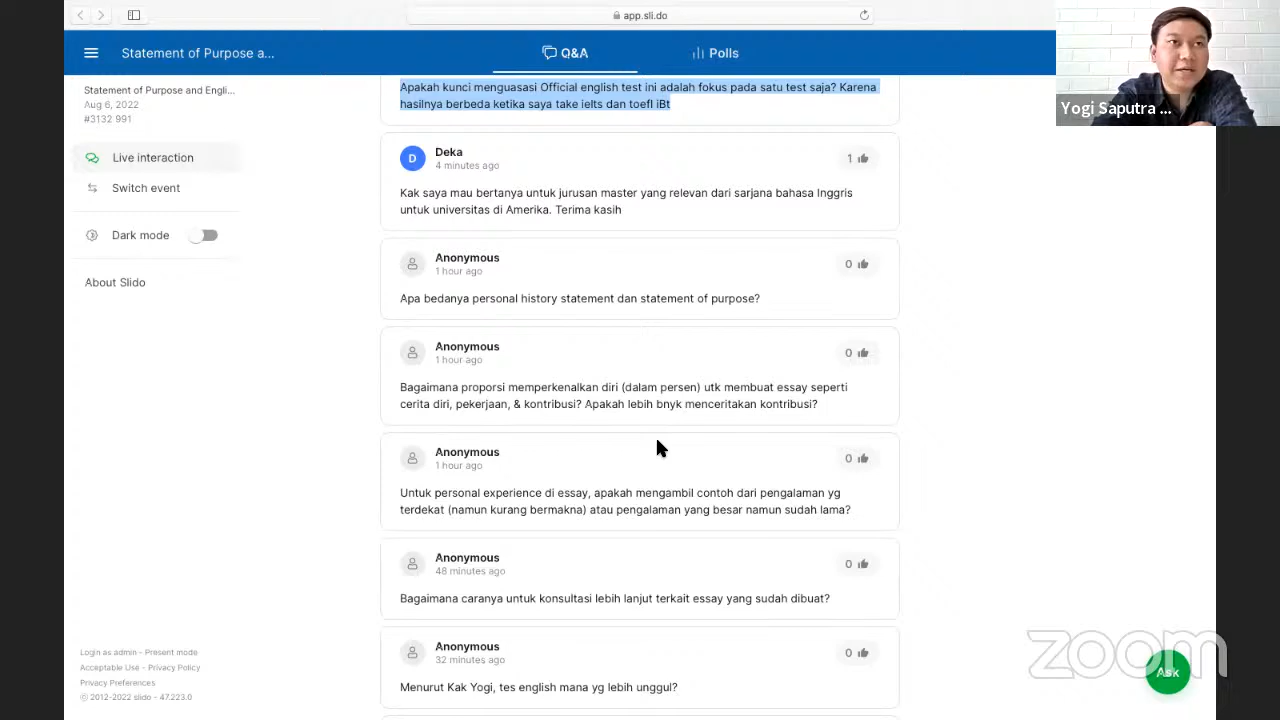 app.sli.do
Statement of Purpose a...
Q&A
Polls
Yogi Saputra ...
Statement of Purpose and Engli...
Aug 6, 2022
#3132 991
Live interaction
Switch event
Dark mode
About Slido
Apakah kunci menguasasi Official english test ini adalah fokus pada satu test saja? Karena
hasilnya berbeda ketika saya take ielts dan toefl iBt
D
Deka
4 minutes ago
1
Kak saya mau bertanya untuk jurusan master yang relevan dari sarjana bahasa Inggris
untuk universitas di Amerika. Terima kasih
Anonymous
1 hour ago
0
Apa bedanya personal history statement dan statement of purpose?
Anonymous
1 hour ago
0
Bagaimana proporsi memperkenalkan diri (dalam persen) utk membuat essay seperti
cerita diri, pekerjaan, & kontribusi? Apakah lebih bnyk menceritakan kontribusi?
Anonymous
1 hour ago
0
Untuk personal experience di essay, apakah mengambil contoh dari pengalaman yg
terdekat (namun kurang bermakna) atau pengalaman yang besar namun sudah lama?
Anonymous
48 minutes ago
0
Bagaimana caranya untuk konsultasi lebih lanjut terkait essay yang sudah dibuat?
Anonymous
32 minutes ago
0
Menurut Kak Yogi, tes english mana yg lebih unggul?
Login as admin - Present mode
Acceptable Use - Privacy Policy
Privacy Preferences
© 2012-2022 slido - 47.223.0
zoom
Ask